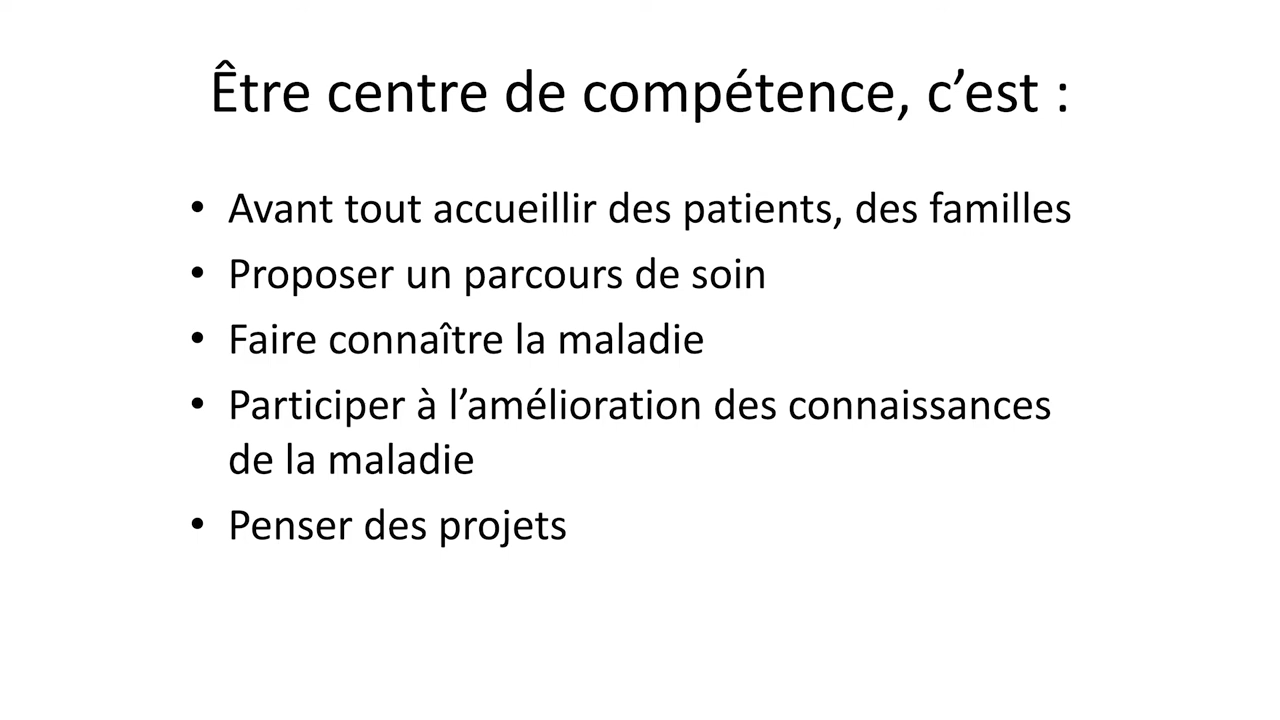 Être centre de compétence, c’est :
• Avant tout accueillir des patients, des familles
• Proposer un parcours de soin
• Faire connaître la maladie
• Participer à l’amélioration des connaissances
de la maladie
• Penser des projets